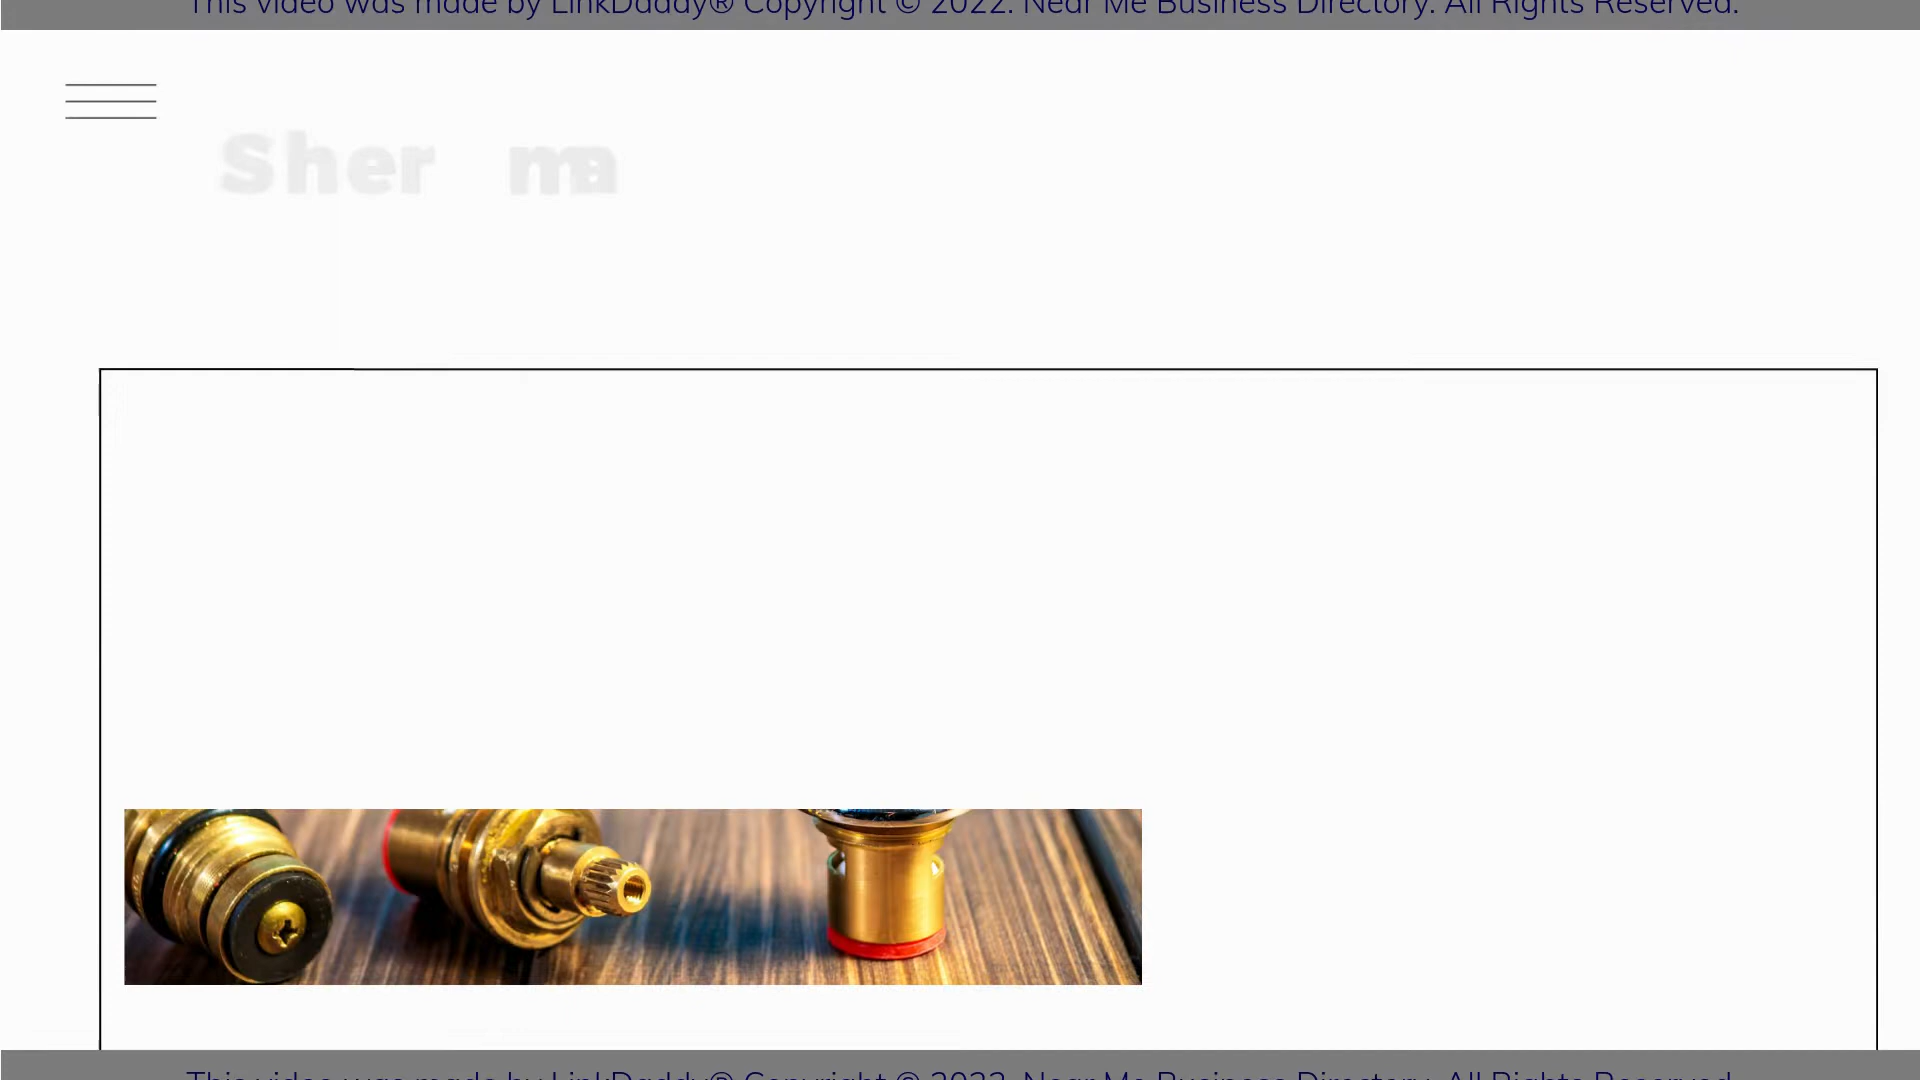 This video was made by LinkDaddy® Copyright © 2022. Near Me Business Directory. All Rights Reserved.
Sher ma
This video was made by LinkDaddy® Copyright © 2022. Near Me Business Directory. All Rights Reserved.